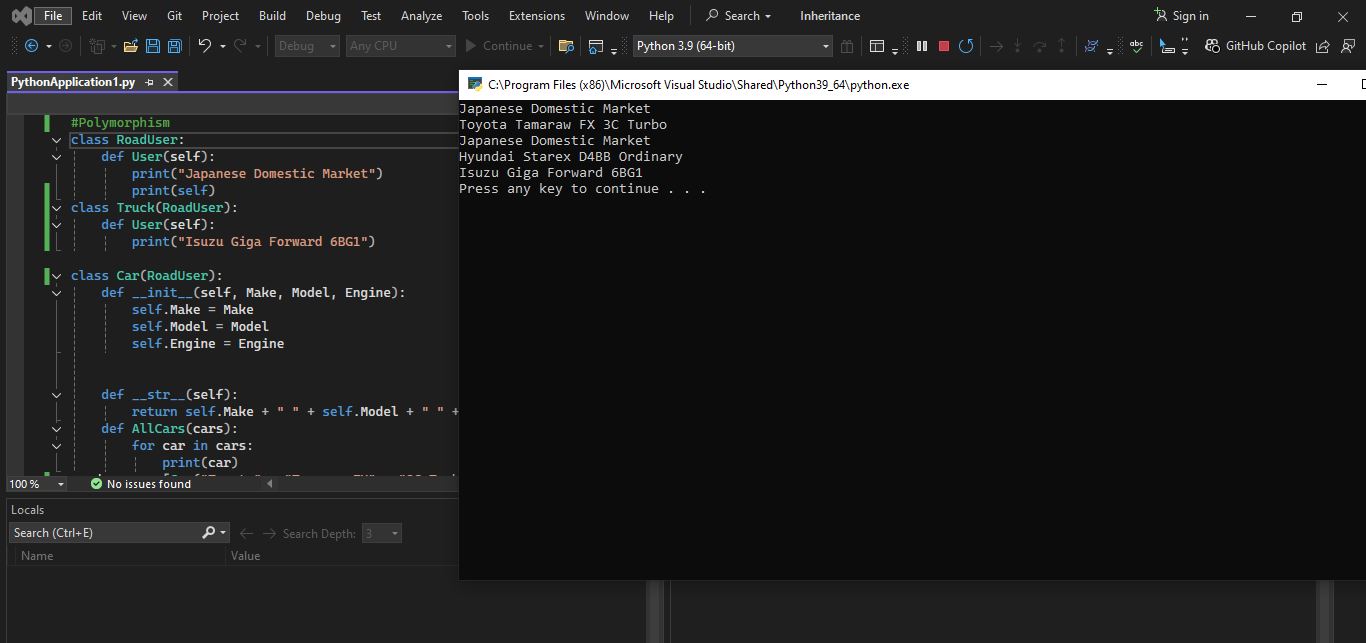 File Edit View Git Project Build Debug Test Analyze Tools Extensions Window Help Search Inheritance Sign in
Debug Any CPU Continue Python 3.9 (64-bit) abc GitHub Copilot
PythonApplication1.py
C:\Program Files (x86)\Microsoft Visual Studio\Shared\Python39_64\python.exe
#Polymorphism
class RoadUser:
def User(self):
print("Japanese Domestic Market")
print(self)
class Truck(RoadUser):
def User(self):
print("Isuzu Giga Forward 6BG1")
class Car(RoadUser):
def __init__(self, Make, Model, Engine):
self.Make = Make
self.Model = Model
self.Engine = Engine
def __str__(self):
return self.Make + " " + self.Model + " " +
def AllCars(cars):
for car in cars:
print(car)
100 % No issues found
Japanese Domestic Market
Toyota Tamaraw FX 3C Turbo
Japanese Domestic Market
Hyundai Starex D4BB Ordinary
Isuzu Giga Forward 6BG1
Press any key to continue . . .
Locals
Search (Ctrl+E) Search Depth: 3
Name Value